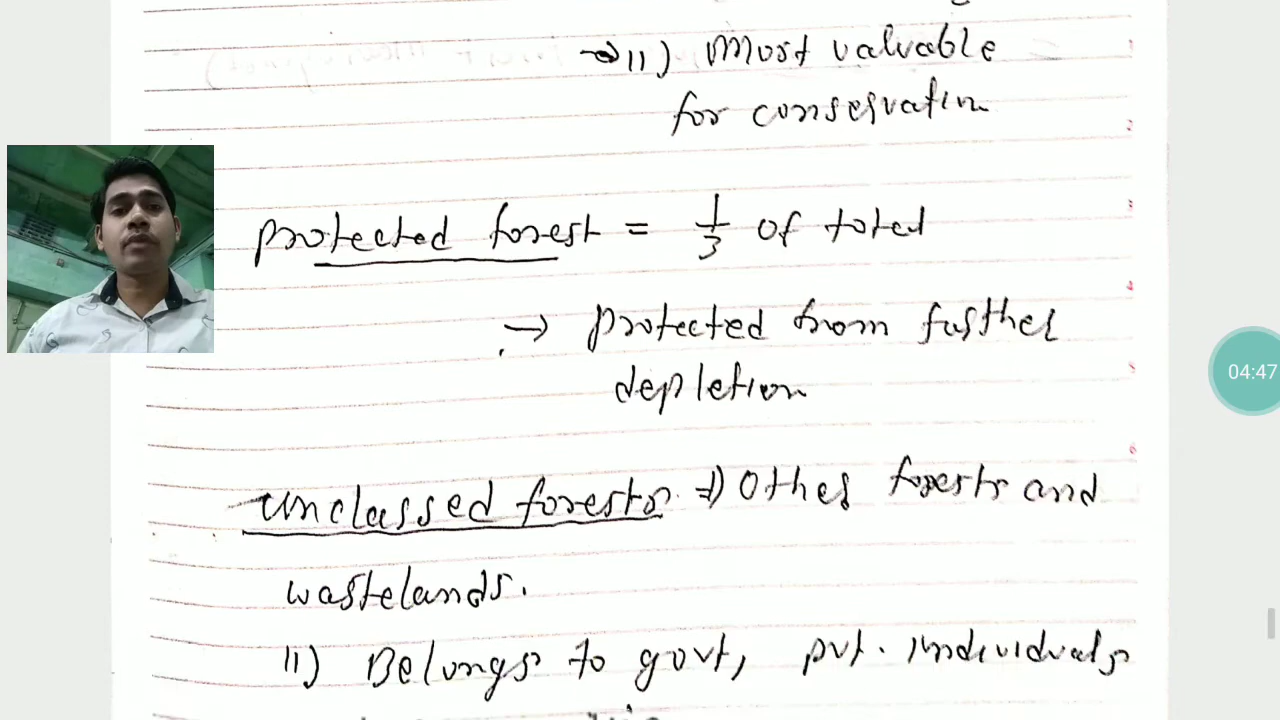 → II) Most valuable
for conservation
protected forest = 1/3 of total
→ protected from further
depletion
04:47
unclassed forests ⇒ Other forests and
wastelands.
II) Belongs to govt, pvt. individuals